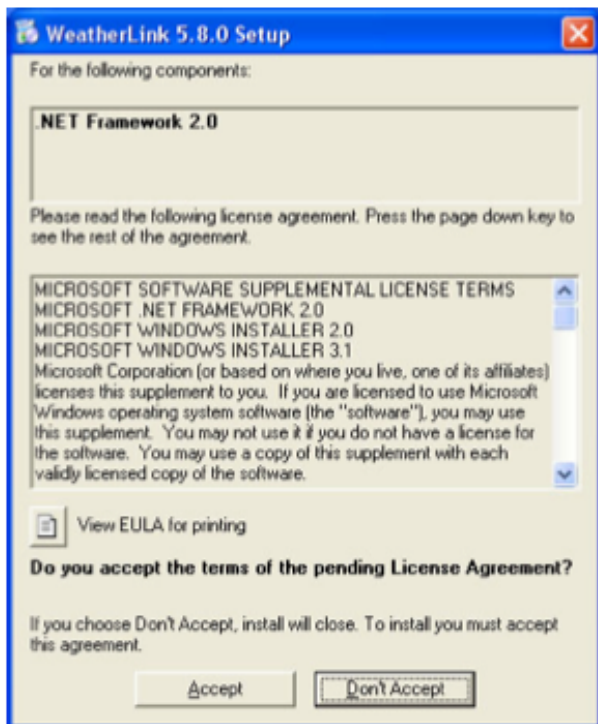 WeatherLink 5.8.0 Setup
For the following components:
.NET Framework 2.0
Please read the following license agreement. Press the page down key to
see the rest of the agreement.
MICROSOFT SOFTWARE SUPPLEMENTAL LICENSE TERMS
MICROSOFT .NET FRAMEWORK 2.0
MICROSOFT WINDOWS INSTALLER 2.0
MICROSOFT WINDOWS INSTALLER 3.1
Microsoft Corporation (or based on where you live, one of its affiliates)
licenses this supplement to you. If you are licensed to use Microsoft
Windows operating system software (the "software"), you may use
this supplement. You may not use it if you do not have a license for
the software. You may use a copy of this supplement with each
validly licensed copy of the software.
View EULA for printing
Do you accept the terms of the pending License Agreement?
If you choose Don't Accept, install will close. To install you must accept
this agreement.
Accept
Don't Accept